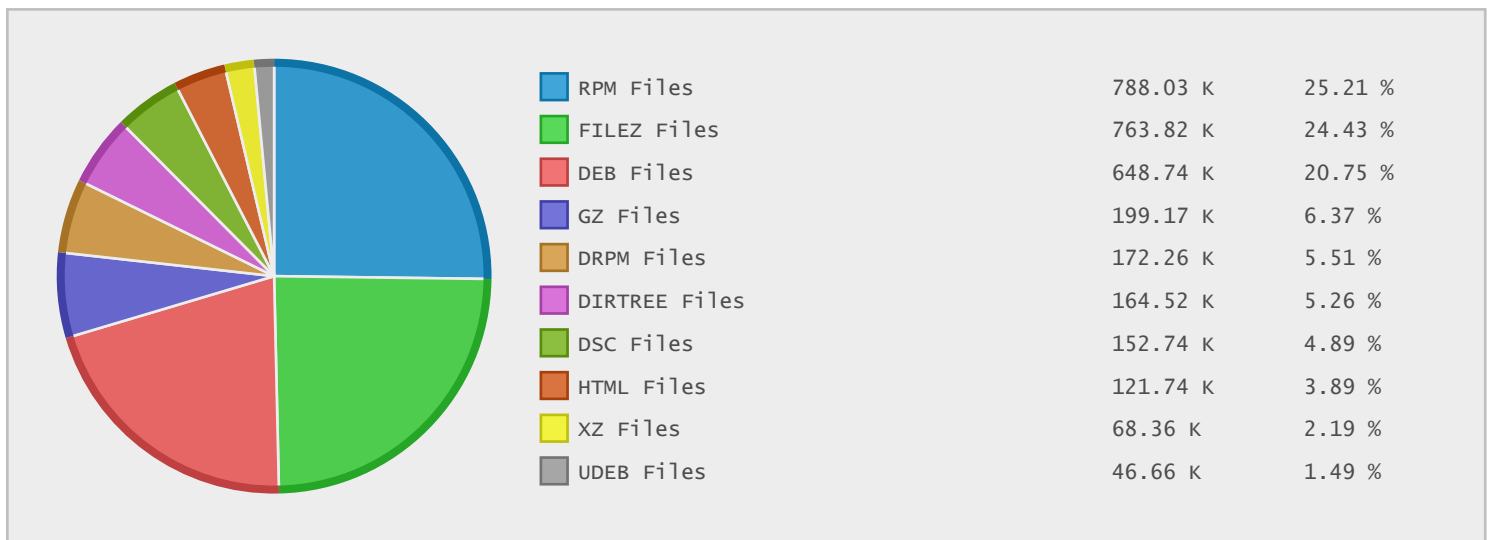 RPM Files 788.03 K 25.21 %
FILEZ Files 763.82 K 24.43 %
DEB Files 648.74 K 20.75 %
GZ Files 199.17 K 6.37 %
DRPM Files 172.26 K 5.51 %
DIRTREE Files 164.52 K 5.26 %
DSC Files 152.74 K 4.89 %
HTML Files 121.74 K 3.89 %
XZ Files 68.36 K 2.19 %
UDEB Files 46.66 K 1.49 %